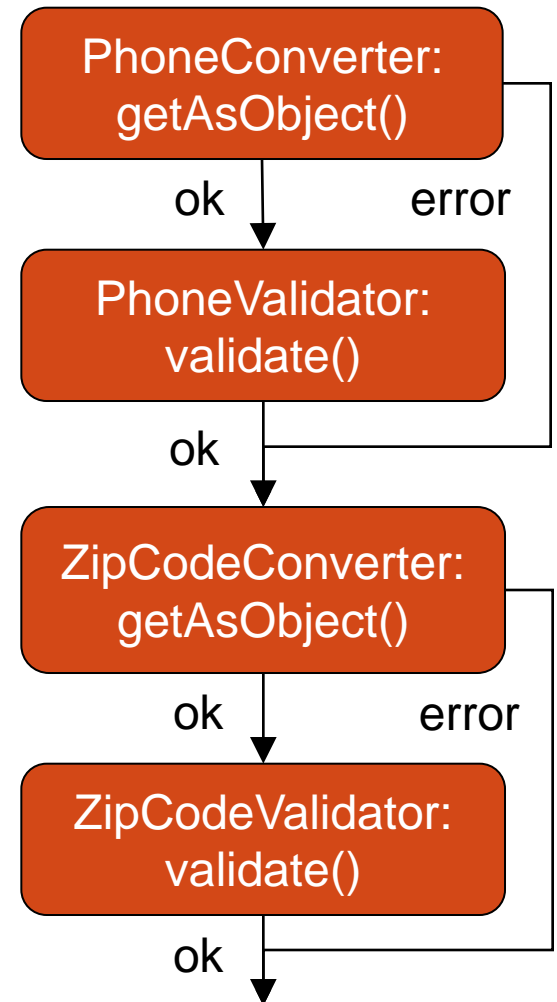 PhoneConverter:
getAsObject()
ok
error
PhoneValidator:
validate()
ok
ZipCodeConverter:
getAsObject()
ok
error
ZipCodeValidator:
validate()
ok